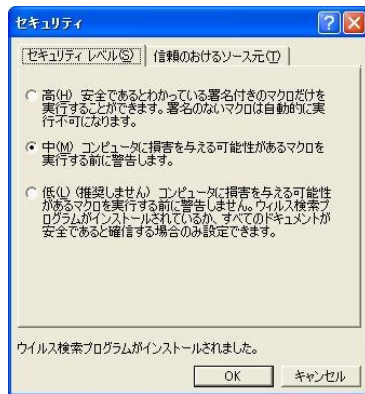 セキュリティ
セキュリティ レベル(S)
信頼のおけるソース元(T)
高(H) 安全であるとわかっている署名付きのマクロだけを
実行することができます。署名のないマクロは自動的に実
行不可になります。
中(M) コンピュータに損害を与える可能性があるマクロを
実行する前に警告します。
低(L) (推奨しません) コンピュータに損害を与える可能性
があるマクロを実行する前に警告しません。ウィルス検索プ
ログラムがインストールされているか、すべてのドキュメントが
安全であると確信する場合のみ設定できます。
ウイルス検索プログラムがインストールされました。
OK
キャンセル